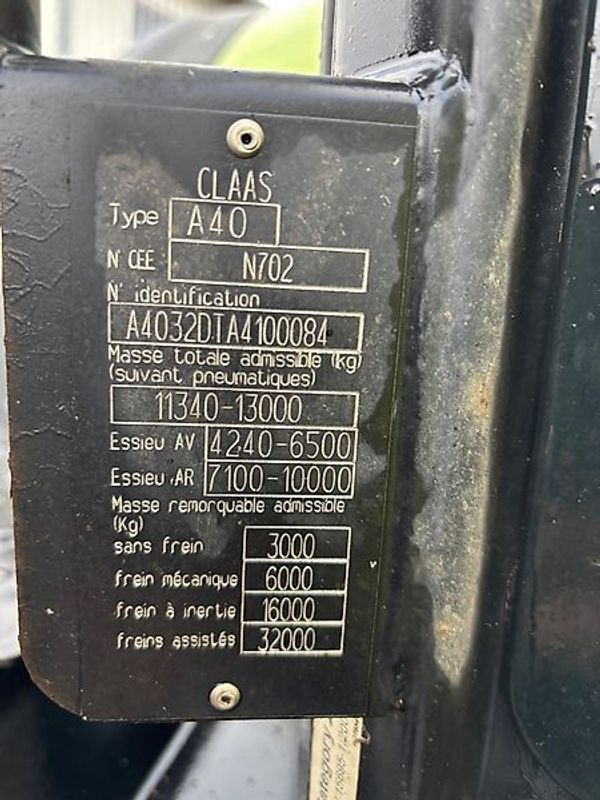 CLAAS
Type A40
N° CEE N702
N° identification
A4032DTA4100084
Masse totale admissible (kg)
(suivant pneumatiques)
11340-13000
Essieu AV 4240-6500
Essieu AR 7100-10000
Masse remorquable admissible
(Kg)
sans frein 3000
frein mécanique 6000
frein à inertie 16000
freins assistés 32000